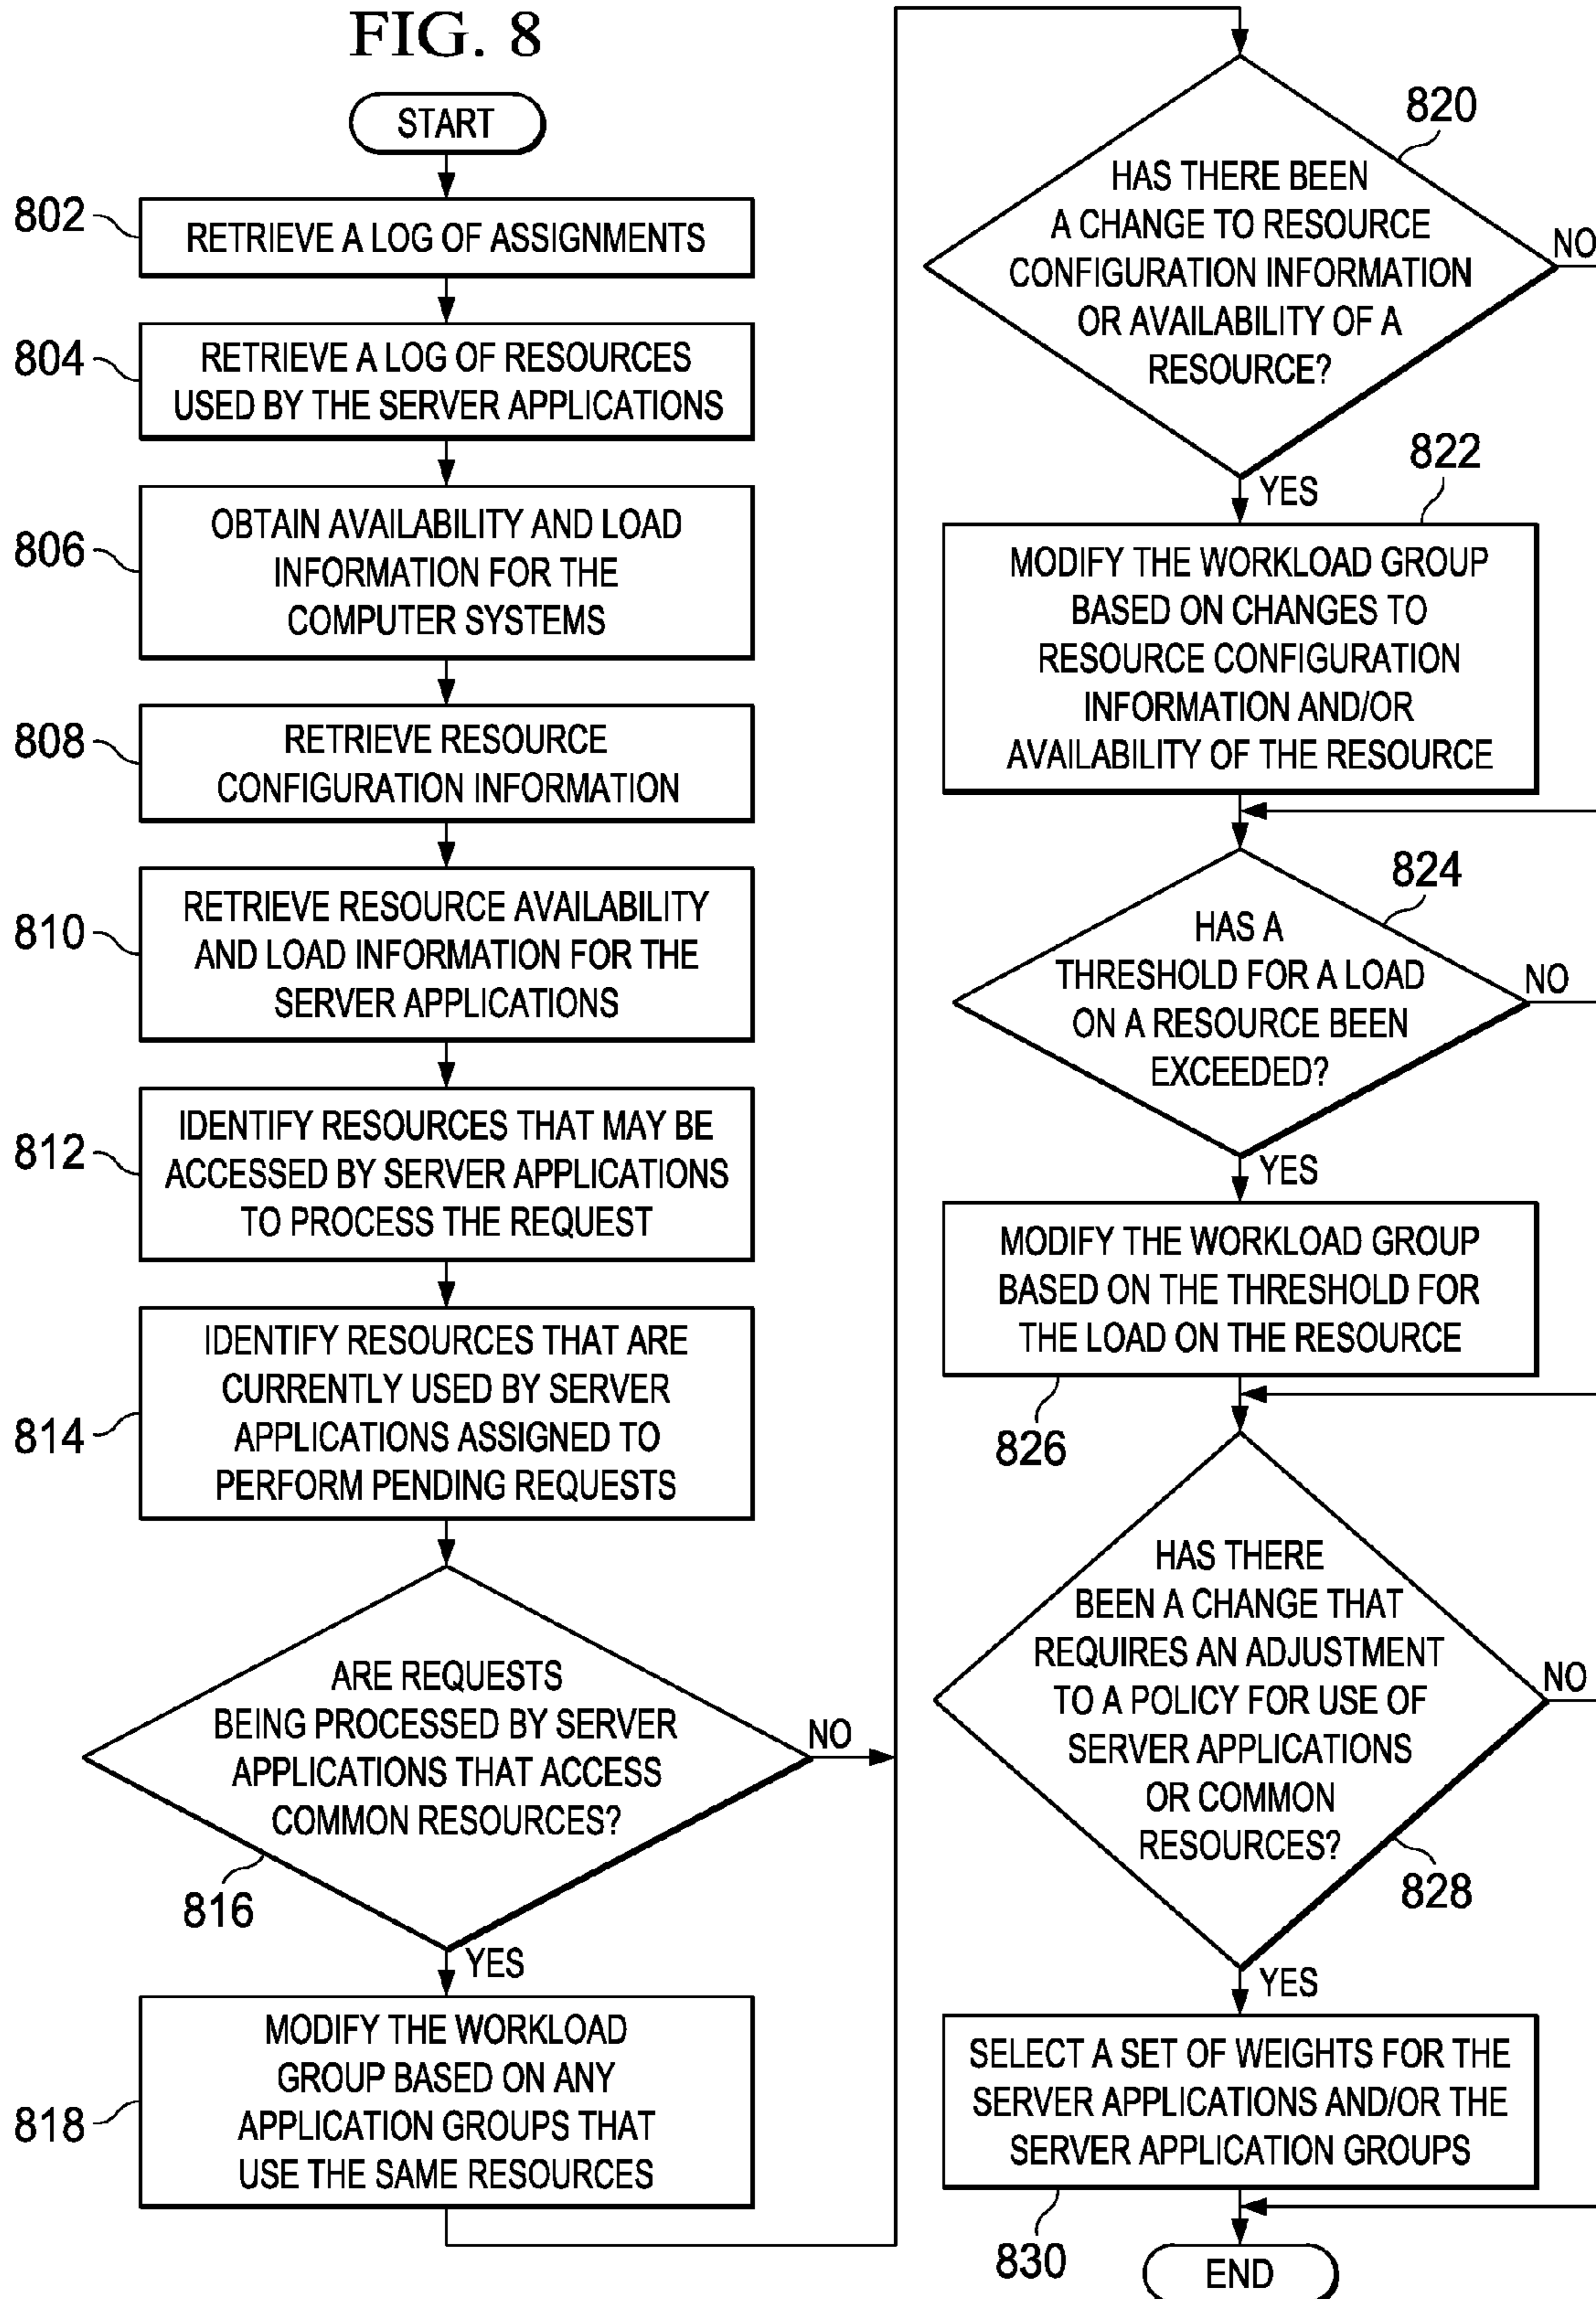 FIG. 8
START
802
RETRIEVE A LOG OF ASSIGNMENTS
804
RETRIEVE A LOG OF RESOURCES
USED BY THE SERVER APPLICATIONS
806
OBTAIN AVAILABILITY AND LOAD
INFORMATION FOR THE
COMPUTER SYSTEMS
808
RETRIEVE RESOURCE
CONFIGURATION INFORMATION
810
RETRIEVE RESOURCE AVAILABILITY
AND LOAD INFORMATION FOR THE
SERVER APPLICATIONS
812
IDENTIFY RESOURCES THAT MAY BE
ACCESSED BY SERVER APPLICATIONS
TO PROCESS THE REQUEST
814
IDENTIFY RESOURCES THAT ARE
CURRENTLY USED BY SERVER
APPLICATIONS ASSIGNED TO
PERFORM PENDING REQUESTS
ARE REQUESTS
BEING PROCESSED BY SERVER
APPLICATIONS THAT ACCESS
COMMON RESOURCES?
NO
816
YES
818
MODIFY THE WORKLOAD
GROUP BASED ON ANY
APPLICATION GROUPS THAT
USE THE SAME RESOURCES
820
HAS THERE BEEN
A CHANGE TO RESOURCE
CONFIGURATION INFORMATION
OR AVAILABILITY OF A
RESOURCE?
NO
YES
822
MODIFY THE WORKLOAD GROUP
BASED ON CHANGES TO
RESOURCE CONFIGURATION
INFORMATION AND/OR
AVAILABILITY OF THE RESOURCE
824
HAS A
THRESHOLD FOR A LOAD
ON A RESOURCE BEEN
EXCEEDED?
NO
YES
MODIFY THE WORKLOAD GROUP
BASED ON THE THRESHOLD FOR
THE LOAD ON THE RESOURCE
826
HAS THERE
BEEN A CHANGE THAT
REQUIRES AN ADJUSTMENT
TO A POLICY FOR USE OF
SERVER APPLICATIONS
OR COMMON
RESOURCES?
NO
828
YES
SELECT A SET OF WEIGHTS FOR THE
SERVER APPLICATIONS AND/OR THE
SERVER APPLICATION GROUPS
830
END